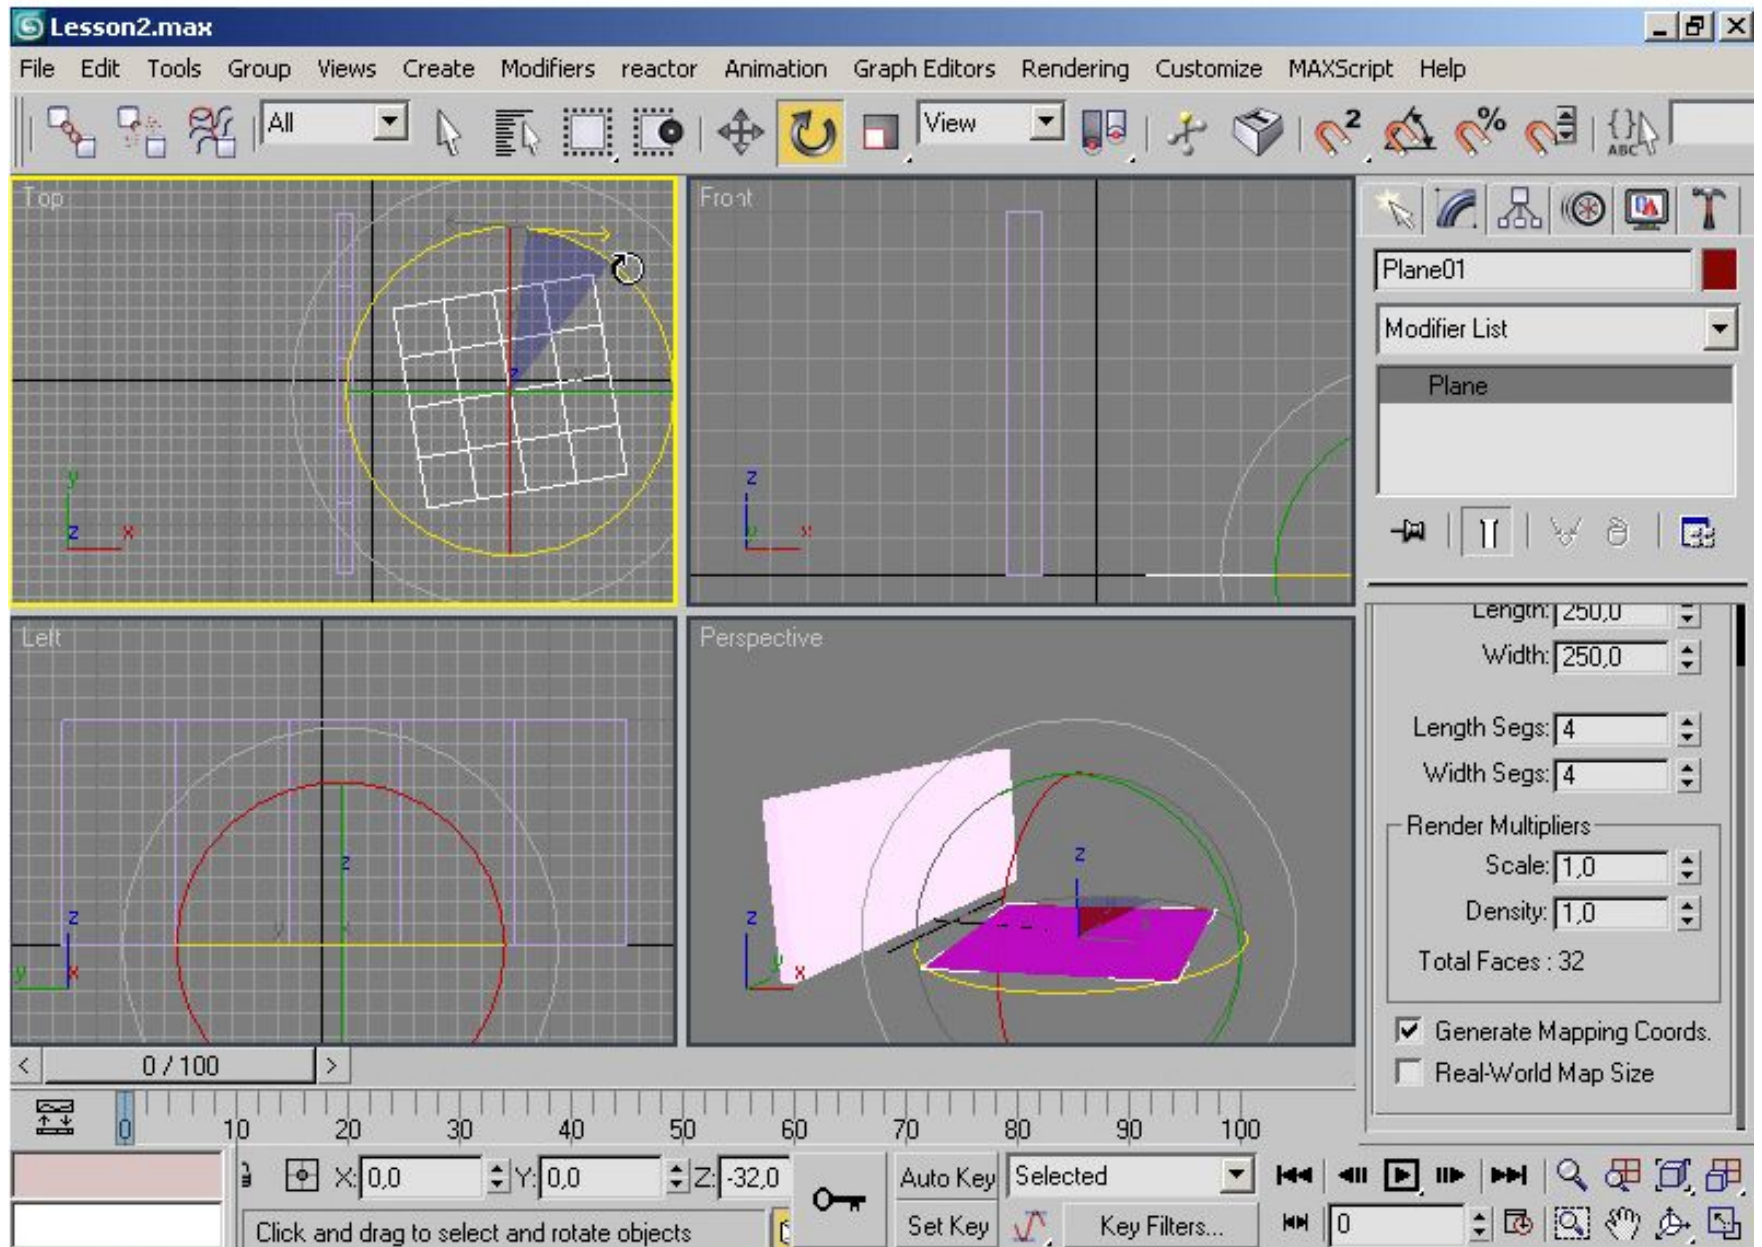 Lesson2.max
File Edit Tools Group Views Create Modifiers reactor Animation Graph Editors Rendering Customize MAXScript Help
All View 2 % {} ABC
Top
Front
y
z x
z
z
y x
Left
Perspective
z
z
y x
z
z
y x
Plane01
Modifier List
Plane
Length: 250,0
Width: 250,0
Length Segs: 4
Width Segs: 4
Render Multipliers
Scale: 1,0
Density: 1,0
Total Faces : 32
Generate Mapping Coords.
Real-World Map Size
< 0 / 100 >
0 10 20 30 40 50 60 70 80 90 100
X: 0,0 Y: 0,0 Z: -32,0 Auto Key Selected
Click and drag to select and rotate objects Set Key Key Filters... 0